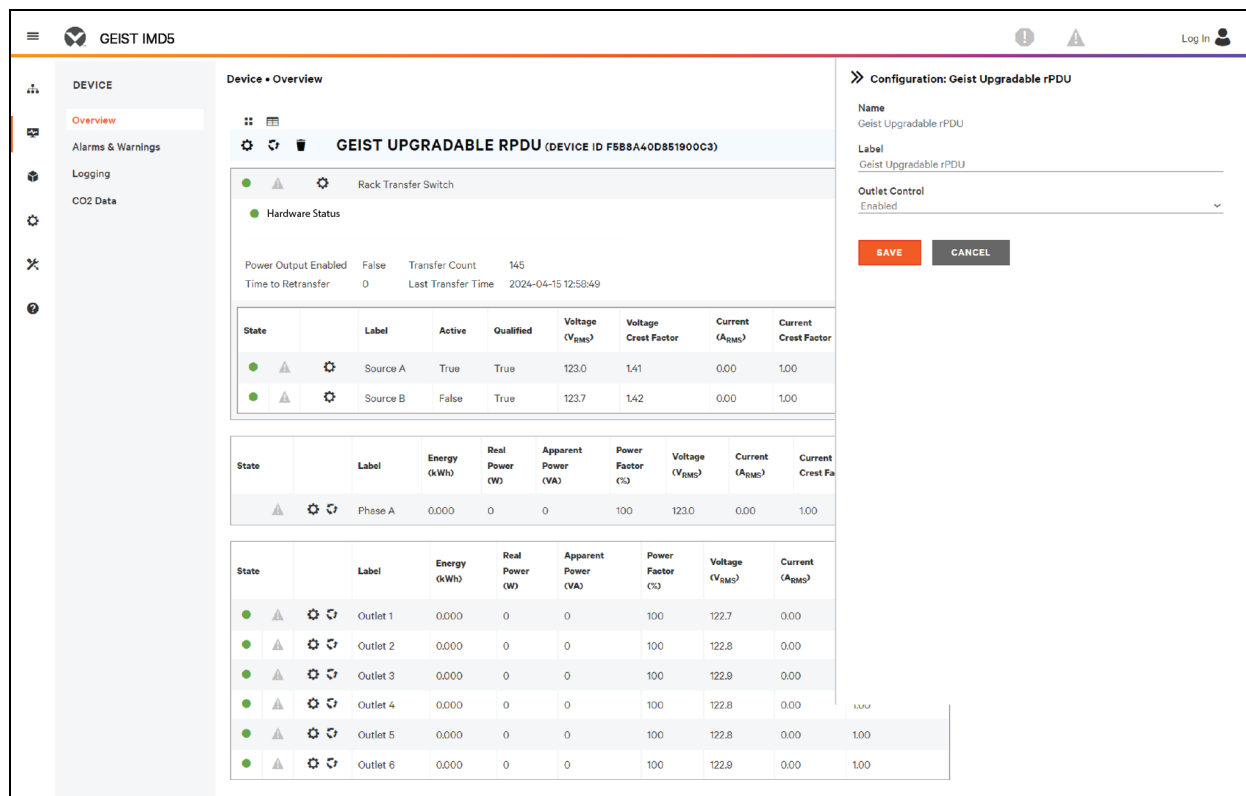 GEIST IMD5
Log In
DEVICE
Overview
Alarms & Warnings
Logging
CO2 Data
Device • Overview
GEIST UPGRADABLE RPDU (DEVICE ID F5B8A40D851900C3)
Rack Transfer Switch
Hardware Status
Power Output Enabled False Transfer Count 145
Time to Retransfer 0 Last Transfer Time 2024-04-15 12:58:49
State Label Active Qualified Voltage (VRMS) Voltage Crest Factor Current (ARMS) Current Crest Factor
Source A True True 123.0 1.41 0.00 1.00
Source B False True 123.7 1.42 0.00 1.00
State Label Energy (kWh) Real Power (W) Apparent Power (VA) Power Factor (%) Voltage (VRMS) Current (ARMS) Current Crest Fa
Phase A 0.000 0 0 100 123.0 0.00 1.00
State Label Energy (kWh) Real Power (W) Apparent Power (VA) Power Factor (%) Voltage (VRMS) Current (ARMS)
Outlet 1 0.000 0 0 100 122.7 0.00
Outlet 2 0.000 0 0 100 122.8 0.00
Outlet 3 0.000 0 0 100 122.9 0.00
Outlet 4 0.000 0 0 100 122.8 0.00
Outlet 5 0.000 0 0 100 122.8 0.00 1.00
Outlet 6 0.000 0 0 100 122.9 0.00 1.00
Configuration: Geist Upgradable rPDU
Name
Geist Upgradable rPDU
Label
Geist Upgradable rPDU
Outlet Control
Enabled
SAVE CANCEL